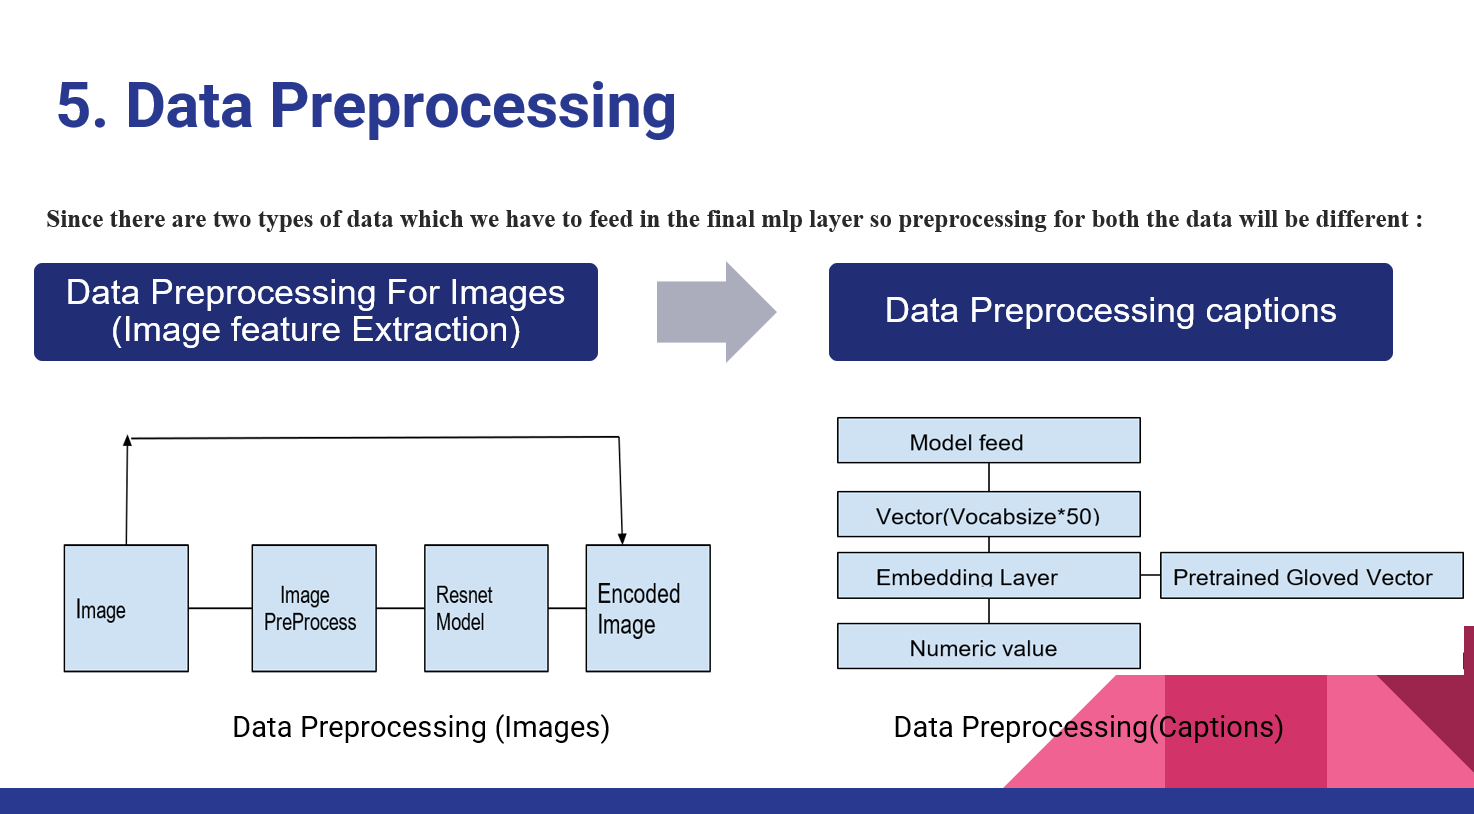 5. Data Preprocessing
Since there are two types of data which we have to feed in the final mlp layer so preprocessing for both the data will be different :
Data Preprocessing For Images
(Image feature Extraction)
Data Preprocessing captions
Image
Image
PreProcess
Resnet
Model
Encoded
Image
Data Preprocessing (Images)
Model feed
Vector(Vocabsize*50)
Embedding Layer
Pretrained Gloved Vector
Numeric value
Data Preprocessing(Captions)